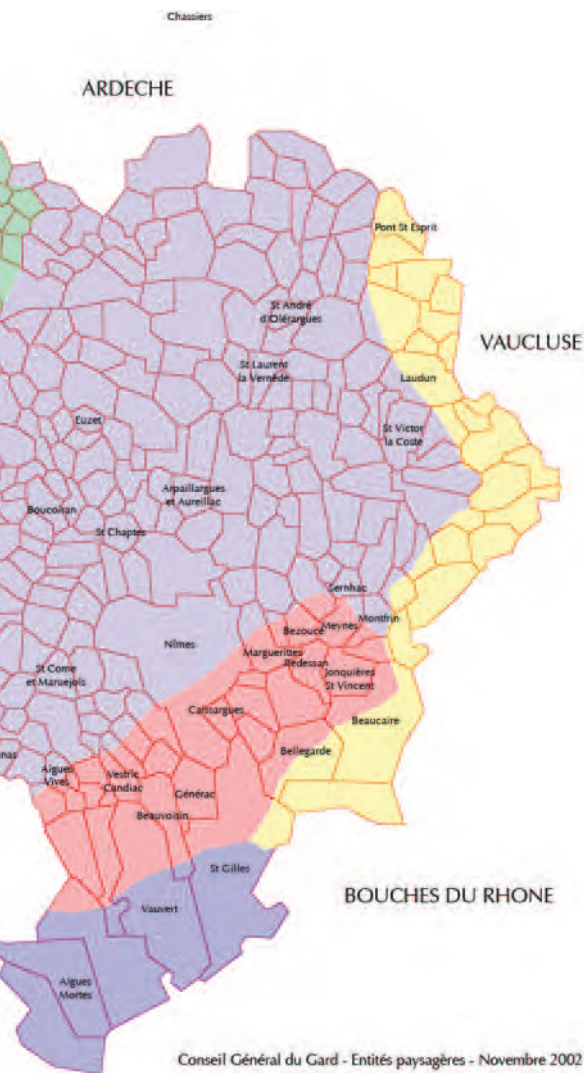 Chassiers
ARDECHE
Pont St Esprit
St André
d'Olérargues
VAUCLUSE
St Laurent
la Vernède
Laudun
Euzet
St Victor
la Coste
Arpaillargues
et Aureillac
Boucoiran
St Chaptes
Sernhac
Montfrin
Meynes
Bezouce
Nîmes
Marguerittes
Redessan
St Come
et Maruejols
Jonquières
St Vincent
Caissargues
Beaucaire
Bellegarde
nas
Aigues
Vives
Vestric
Candiac
Générac
Beauvoisin
St Gilles
BOUCHES DU RHONE
Vauvert
Aigues
Mortes
Conseil Général du Gard - Entités paysagères - Novembre 2002